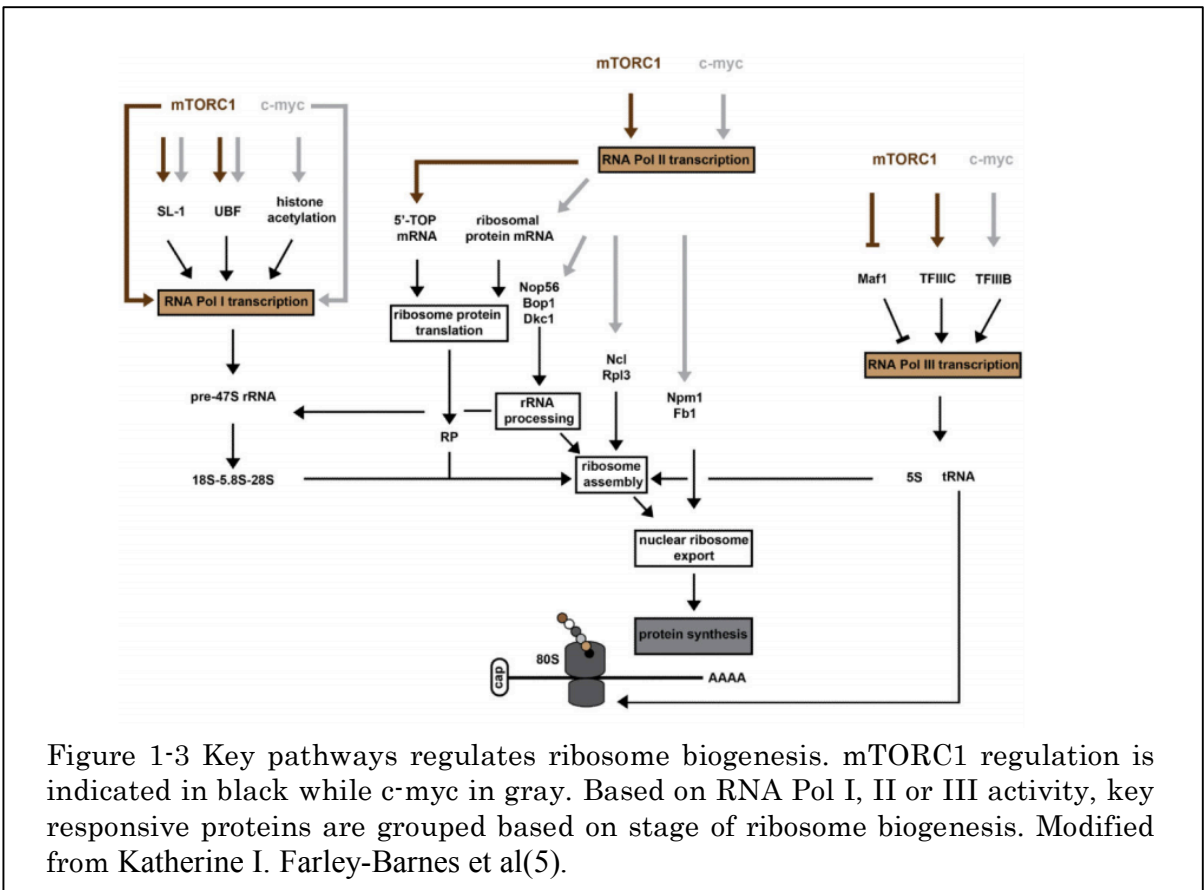 mTORC1 c-myc
mTORC1 c-myc
RNA Pol II transcription
mTORC1 c-myc
SL-1 UBF histone
acetylation
5'-TOP
mRNA
ribosomal
protein mRNA
Maf1 TFIIIC TFIIIB
RNA Pol I transcription
Nop56
Bop1
Dkc1
ribosome protein
translation
Ncl
Rpl3
RNA Pol III transcription
pre-47S rRNA
rRNA
processing
Npm1
Fb1
RP
18S-5.8S-28S
ribosome
assembly
5S tRNA
nuclear ribosome
export
protein synthesis
80S
cap
AAAA
Figure 1-3 Key pathways regulates ribosome biogenesis. mTORC1 regulation is
indicated in black while c-myc in gray. Based on RNA Pol I, II or III activity, key
responsive proteins are grouped based on stage of ribosome biogenesis. Modified
from Katherine I. Farley-Barnes et al(5).